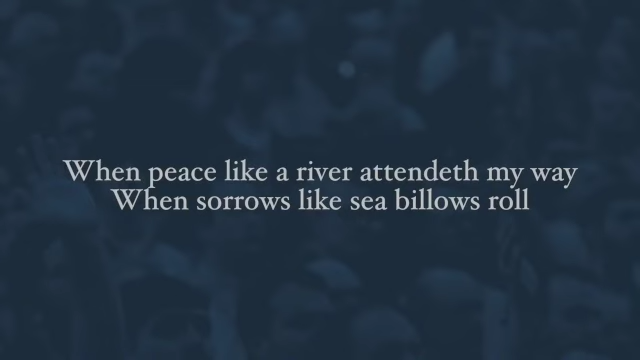 When peace like a river attendeth my way
When sorrows like sea billows roll